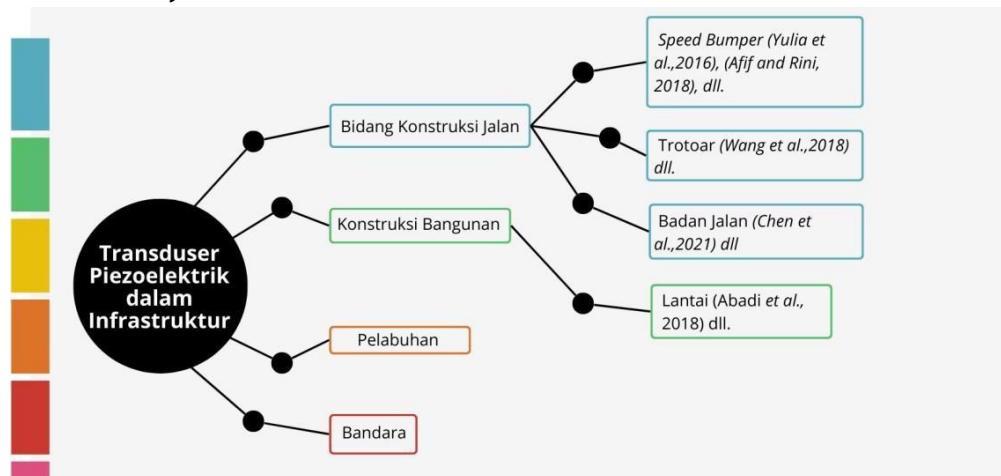 Speed Bumper (Yulia et
al.,2016), (Afif and Rini,
2018), dll.
Bidang Konstruksi Jalan
Trotoar (Wang et al.,2018)
dll.
Konstruksi Bangunan
Badan Jalan (Chen et
al.,2021) dll
Transduser
Piezoelektrik
dalam
Infrastruktur
Lantai (Abadi et al.,
2018) dll.
Pelabuhan
Bandara